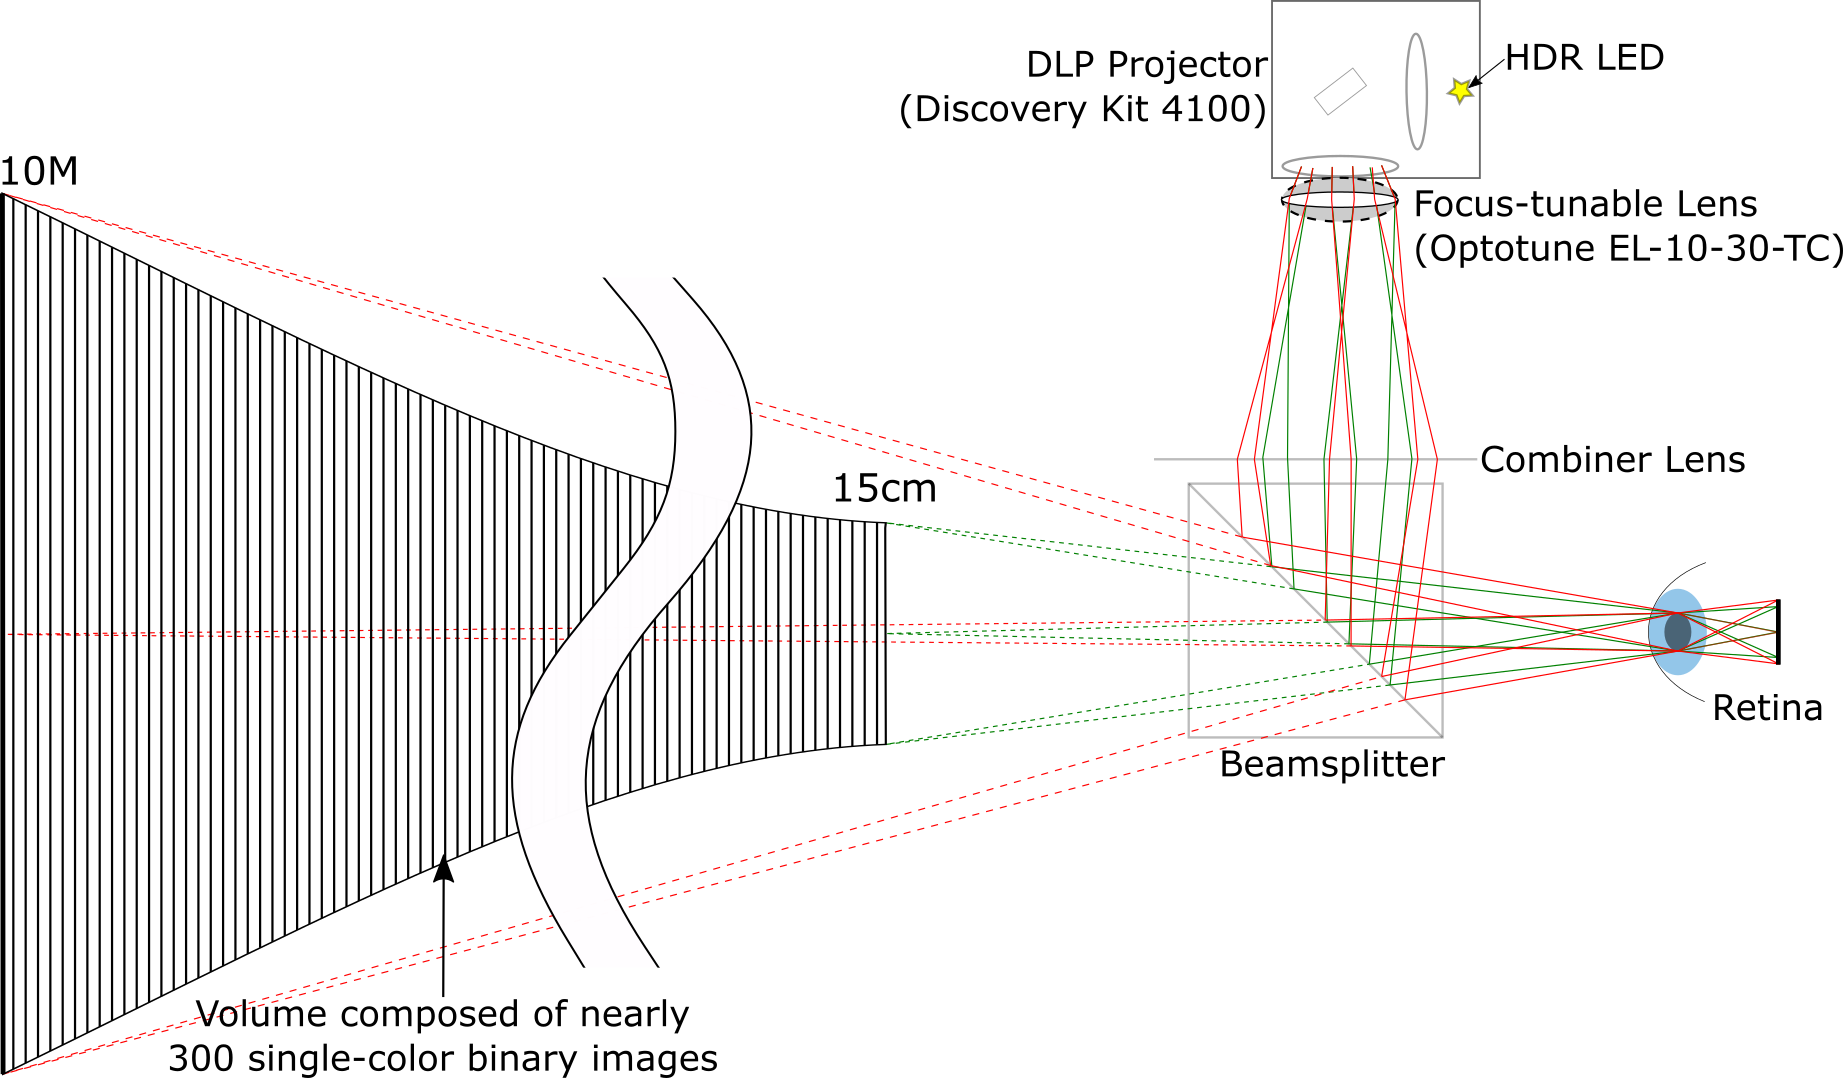 DLP Projector
(Discovery Kit 4100)
HDR LED
10M
Focus-tunable Lens
(Optotune EL-10-30-TC)
Combiner Lens
15cm
Retina
Beamsplitter
Volume composed of nearly
300 single-color binary images